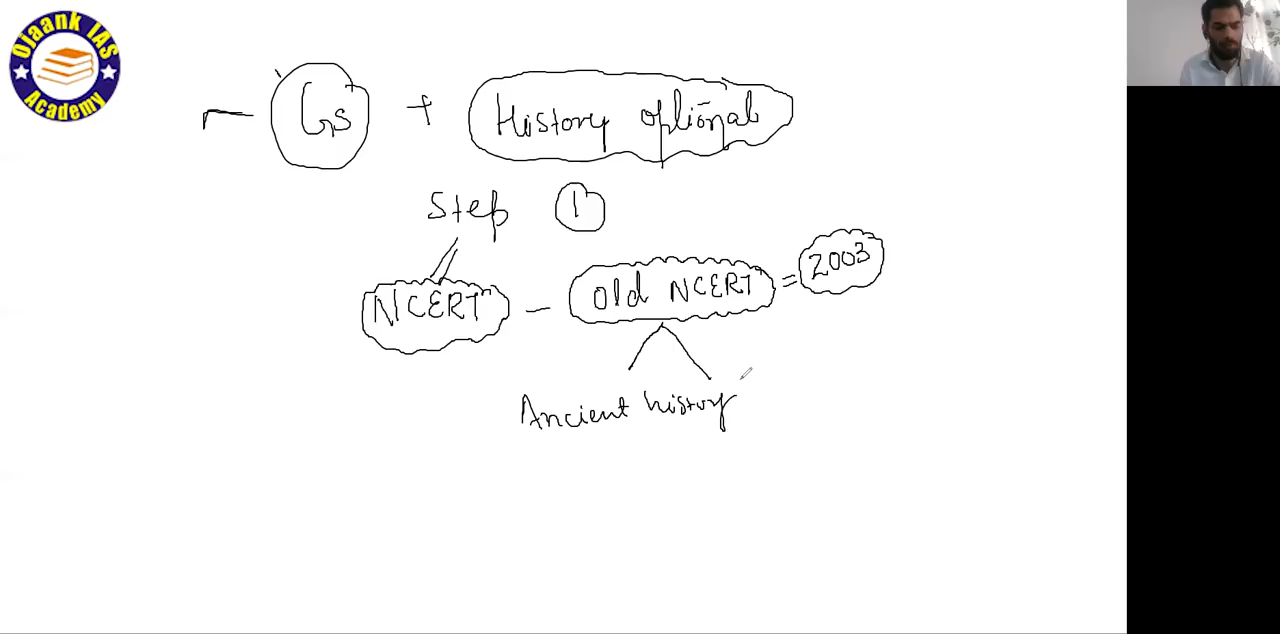 Ojaank IAS
Academy
GS + History optional
Step 1
NCERT - Old NCERT = 2003
Ancient history